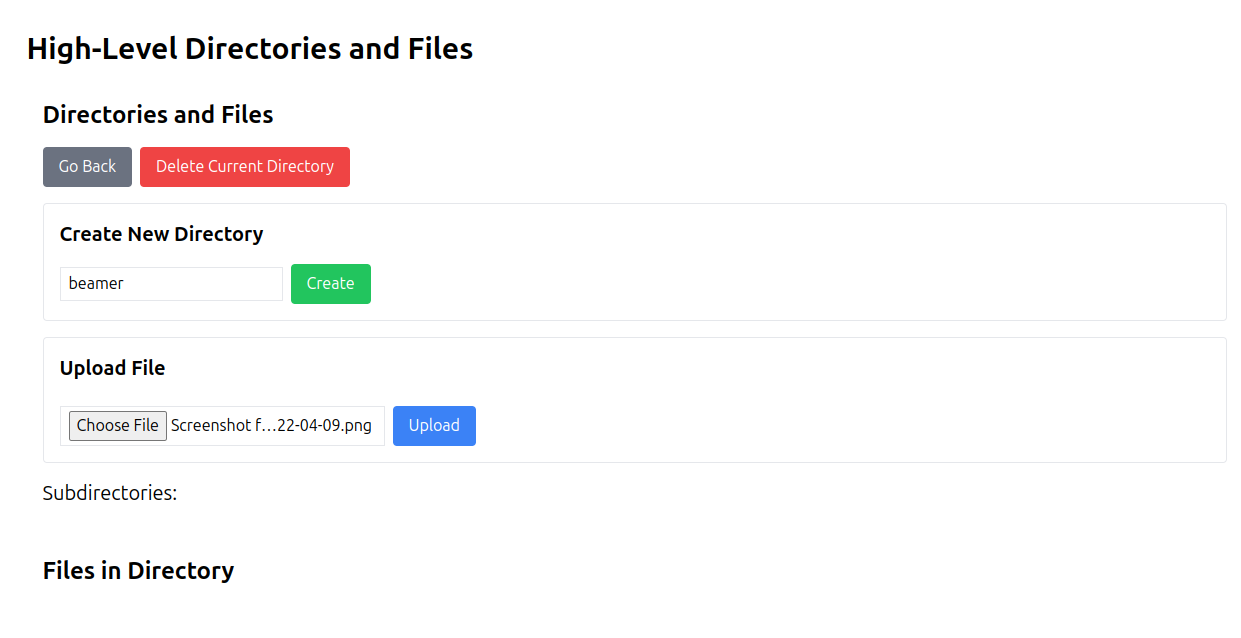 High-Level Directories and Files
Directories and Files
Go Back Delete Current Directory
Create New Directory
beamer Create
Upload File
Choose File Screenshot f...22-04-09.png Upload
Subdirectories:
Files in Directory